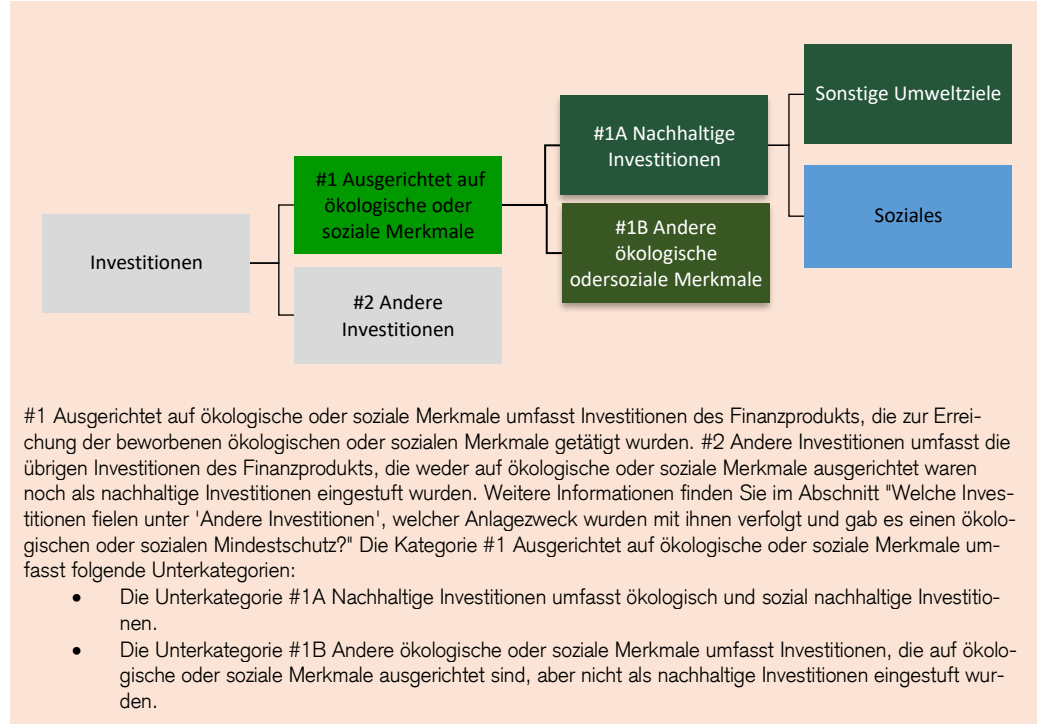 Sonstige Umweltziele
#1A Nachhaltige
Investitionen
#1 Ausgerichtet auf
ökologische oder
soziale Merkmale
Soziales
#1B Andere
ökologische
odersoziale Merkmale
Investitionen
#2 Andere
Investitionen
#1 Ausgerichtet auf ökologische oder soziale Merkmale umfasst Investitionen des Finanzprodukts, die zur Errei-
chung der beworbenen ökologischen oder sozialen Merkmale getätigt wurden. #2 Andere Investitionen umfasst die
übrigen Investitionen des Finanzprodukts, die weder auf ökologische oder soziale Merkmale ausgerichtet waren
noch als nachhaltige Investitionen eingestuft wurden. Weitere Informationen finden Sie im Abschnitt "Welche Inves-
titionen fielen unter 'Andere Investitionen', welcher Anlagezweck wurden mit ihnen verfolgt und gab es einen ökolo-
gischen oder sozialen Mindestschutz?" Die Kategorie #1 Ausgerichtet auf ökologische oder soziale Merkmale um-
fasst folgende Unterkategorien:
• Die Unterkategorie #1A Nachhaltige Investitionen umfasst ökologisch und sozial nachhaltige Investitio-
nen.
• Die Unterkategorie #1B Andere ökologische oder soziale Merkmale umfasst Investitionen, die auf ökolo-
gische oder soziale Merkmale ausgerichtet sind, aber nicht als nachhaltige Investitionen eingestuft wur-
den.